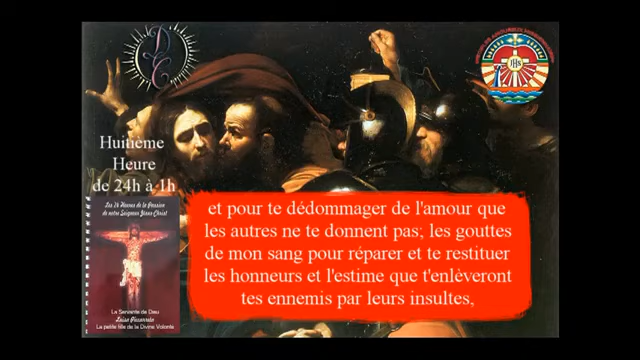 D
C
JHS
Huitième
Heure
de 24h à 1h
Les 24 Heures de la Passion
de notre Seigneur Jésus-Christ
La Servante de Dieu
Luisa Piccarreta
La petite fille de la Divine Volonté
et pour te dédommager de l'amour que
les autres ne te donnent pas; les gouttes
de mon sang pour réparer et te restituer
les honneurs et l'estime que t'enlèveront
tes ennemis par leurs insultes,